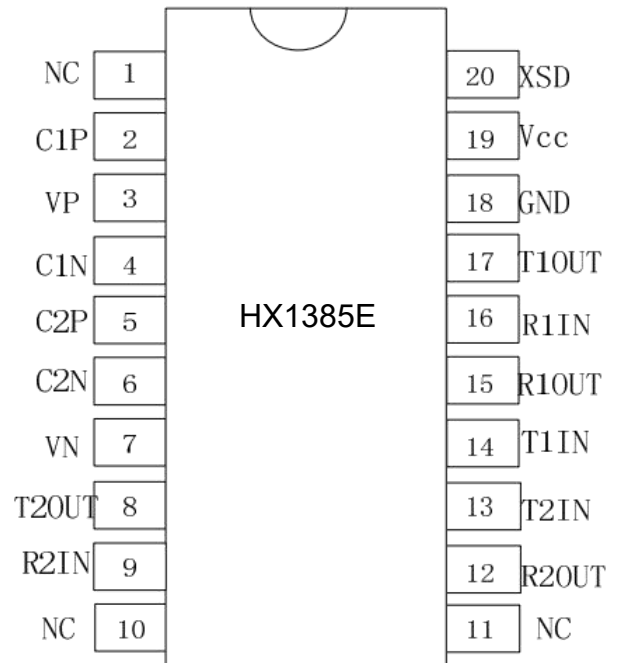 NC 1 20 XSD
C1P 2 19 Vcc
VP 3 18 GND
C1N 4 17 T1OUT
C2P 5 HX1385E 16 R1IN
C2N 6 15 R1OUT
VN 7 14 T1IN
T2OUT 8 13 T2IN
R2IN 9 12 R2OUT
NC 10 11 NC